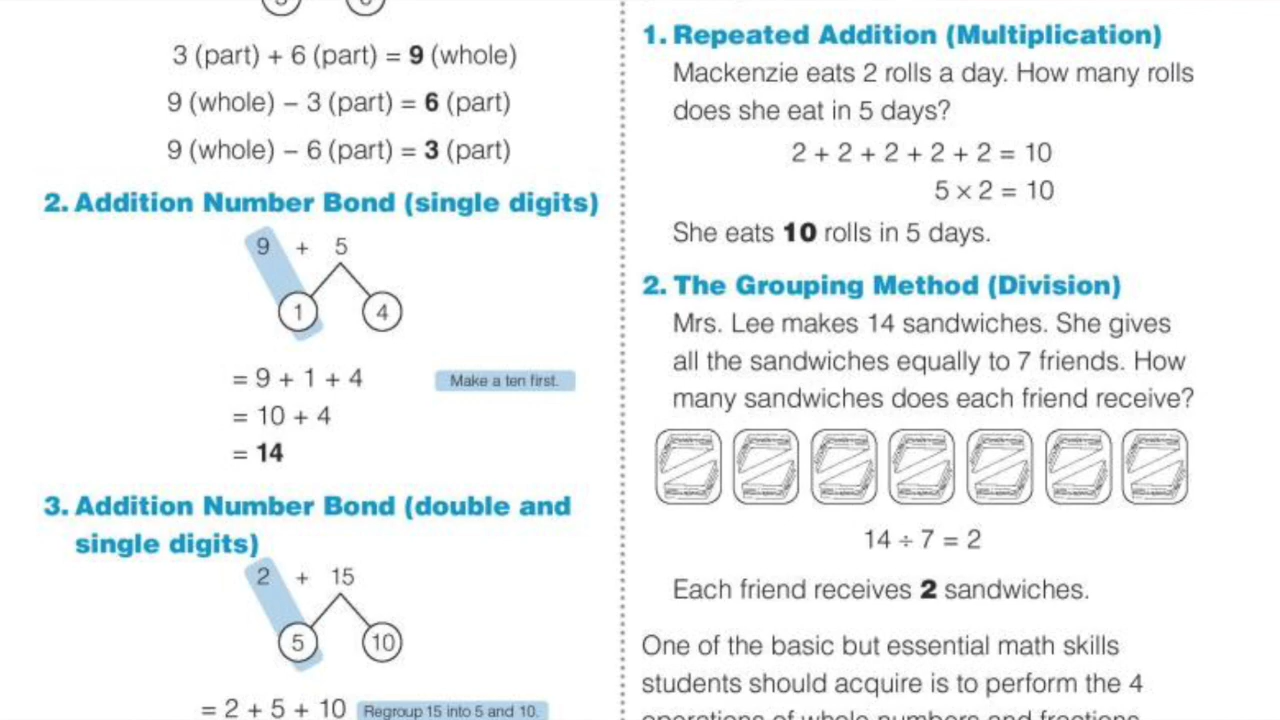 3 (part) + 6 (part) = 9 (whole)
9 (whole) – 3 (part) = 6 (part)
9 (whole) – 6 (part) = 3 (part)
2. Addition Number Bond (single digits)
9 + 5
1 4
= 9 + 1 + 4 Make a ten first.
= 10 + 4
= 14
3. Addition Number Bond (double and
single digits)
2 + 15
5 10
= 2 + 5 + 10 Regroup 15 into 5 and 10.
1. Repeated Addition (Multiplication)
Mackenzie eats 2 rolls a day. How many rolls
does she eat in 5 days?
2 + 2 + 2 + 2 + 2 = 10
5 × 2 = 10
She eats 10 rolls in 5 days.
2. The Grouping Method (Division)
Mrs. Lee makes 14 sandwiches. She gives
all the sandwiches equally to 7 friends. How
many sandwiches does each friend receive?
14 ÷ 7 = 2
Each friend receives 2 sandwiches.
One of the basic but essential math skills
students should acquire is to perform the 4
operations of whole numbers and fractions